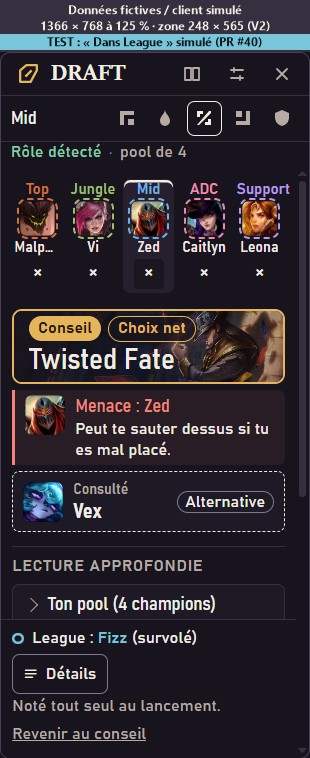 Données fictives / client simulé
1366 × 768 à 125 % · zone 248 × 565 (V2)
TEST : « Dans League » simulé (PR #40)
DRAFT
Mid
Rôle détecté · pool de 4
Top Jungle Mid ADC Support
Malp... Vi Zed Caitlyn Leona
× × × × ×
Conseil Choix net
Twisted Fate
Menace : Zed
Peut te sauter dessus si tu
es mal placé.
Consulté
Vex
Alternative
LECTURE APPROFONDIE
Ton pool (4 champions)
League : Fizz (survolé)
Détails
Noté tout seul au lancement.
Revenir au conseil